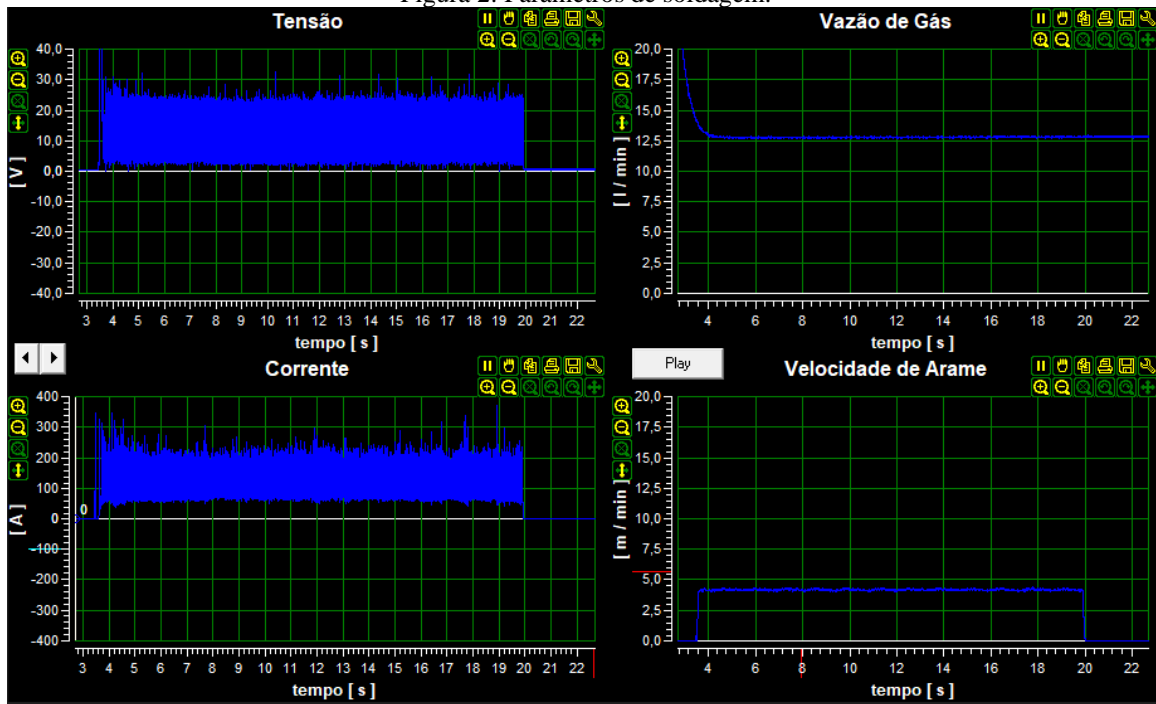 Figura 2. Parâmetros de soldagem.
Tensão
40,0
30,0
20,0
10,0
0,0
-10,0
-20,0
-30,0
-40,0
[ V ]
3 4 5 6 7 8 9 10 11 12 13 14 15 16 17 18 19 20 21 22
tempo [ s ]
Vazão de Gás
20,0
17,5
15,0
12,5
10,0
7,5
5,0
2,5
0,0
[ l / min ]
4 6 8 10 12 14 16 18 20 22
tempo [ s ]
Corrente
400
300
200
100
0
-100
-200
-300
-400
[ A ]
0
3 4 5 6 7 8 9 10 11 12 13 14 15 16 17 18 19 20 21 22
tempo [ s ]
Play
Velocidade de Arame
20,0
17,5
15,0
12,5
10,0
7,5
5,0
2,5
0,0
[ m / min ]
4 6 8 10 12 14 16 18 20 22
tempo [ s ]